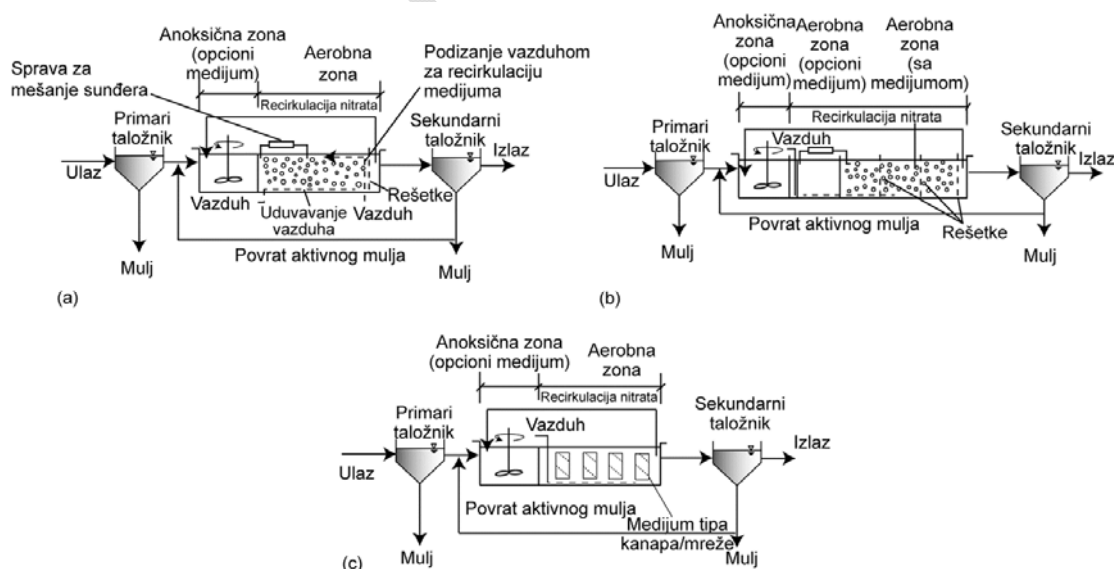 Anoksična zona
(opcioni
medijum)
Aerobna
zona
Podizanje vazduhom
za recirkulaciju
medijuma
Sprava za
mešanje sunđera
Recirkulacija nitrata
Primari
taložnik
Sekundarni
taložnik
Ulaz
Izlaz
Vazduh
Uduvavanje
vazduha
Vazduh
Rešetke
Povrat aktivnog mulja
Mulj
Mulj
(a)
Anoksična
zona
(opcioni
medijum)
Aerobna
zona
(opcioni
medijum)
Aerobna
zona
(sa
medijumom)
Recirkulacija nitrata
Primari
taložnik
Vazduh
Sekundarni
taložnik
Ulaz
Izlaz
Povrat aktivnog mulja
Rešetke
Mulj
Mulj
(b)
Anoksična zona
(opcioni medium)
Aerobna
zona
Recirkulacija nitrata
Primari
taložnik
Vazduh
Sekundarni
taložnik
Ulaz
Izlaz
Povrat aktivnog mulja
Medijum tipa
kanapa/mreže
Mulj
Mulj
(c)